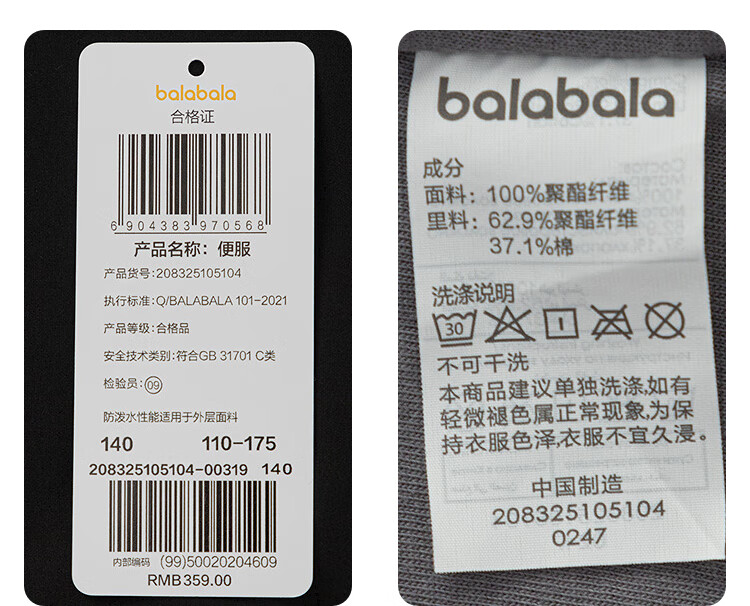 balabala
合格证
6 904383 970568
产品名称：便服
产品货号:208325105104
执行标准:Q/BALABALA 101-2021
产品等级:合格品
安全技术类别:符合GB 31701 C类
检验员:09
防泼水性能适用于外层面料
140 110-175
208325105104-00319 140
内部编码 (99)50020204609
RMB359.00
balabala
成分
面料：100%聚酯纤维
里料：62.9%聚酯纤维
37.1%棉
洗涤说明
30
不可干洗
本商品建议单独洗涤,如有
轻微褪色属正常现象,为保
持衣服色泽,衣服不宜久浸。
中国制造
208325105104
0247